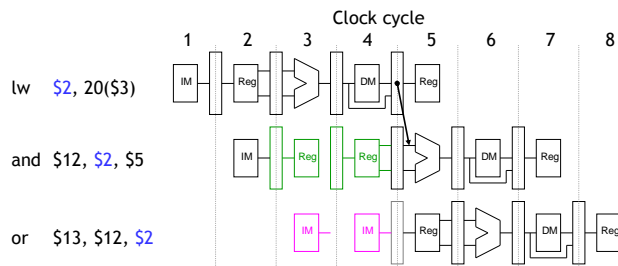 Clock cycle
1 2 3 4 5 6 7 8
lw $2, 20($3) IM Reg DM Reg
and $12, $2, $5 IM Reg Reg DM Reg
or $13, $12, $2 IM IM Reg DM Reg